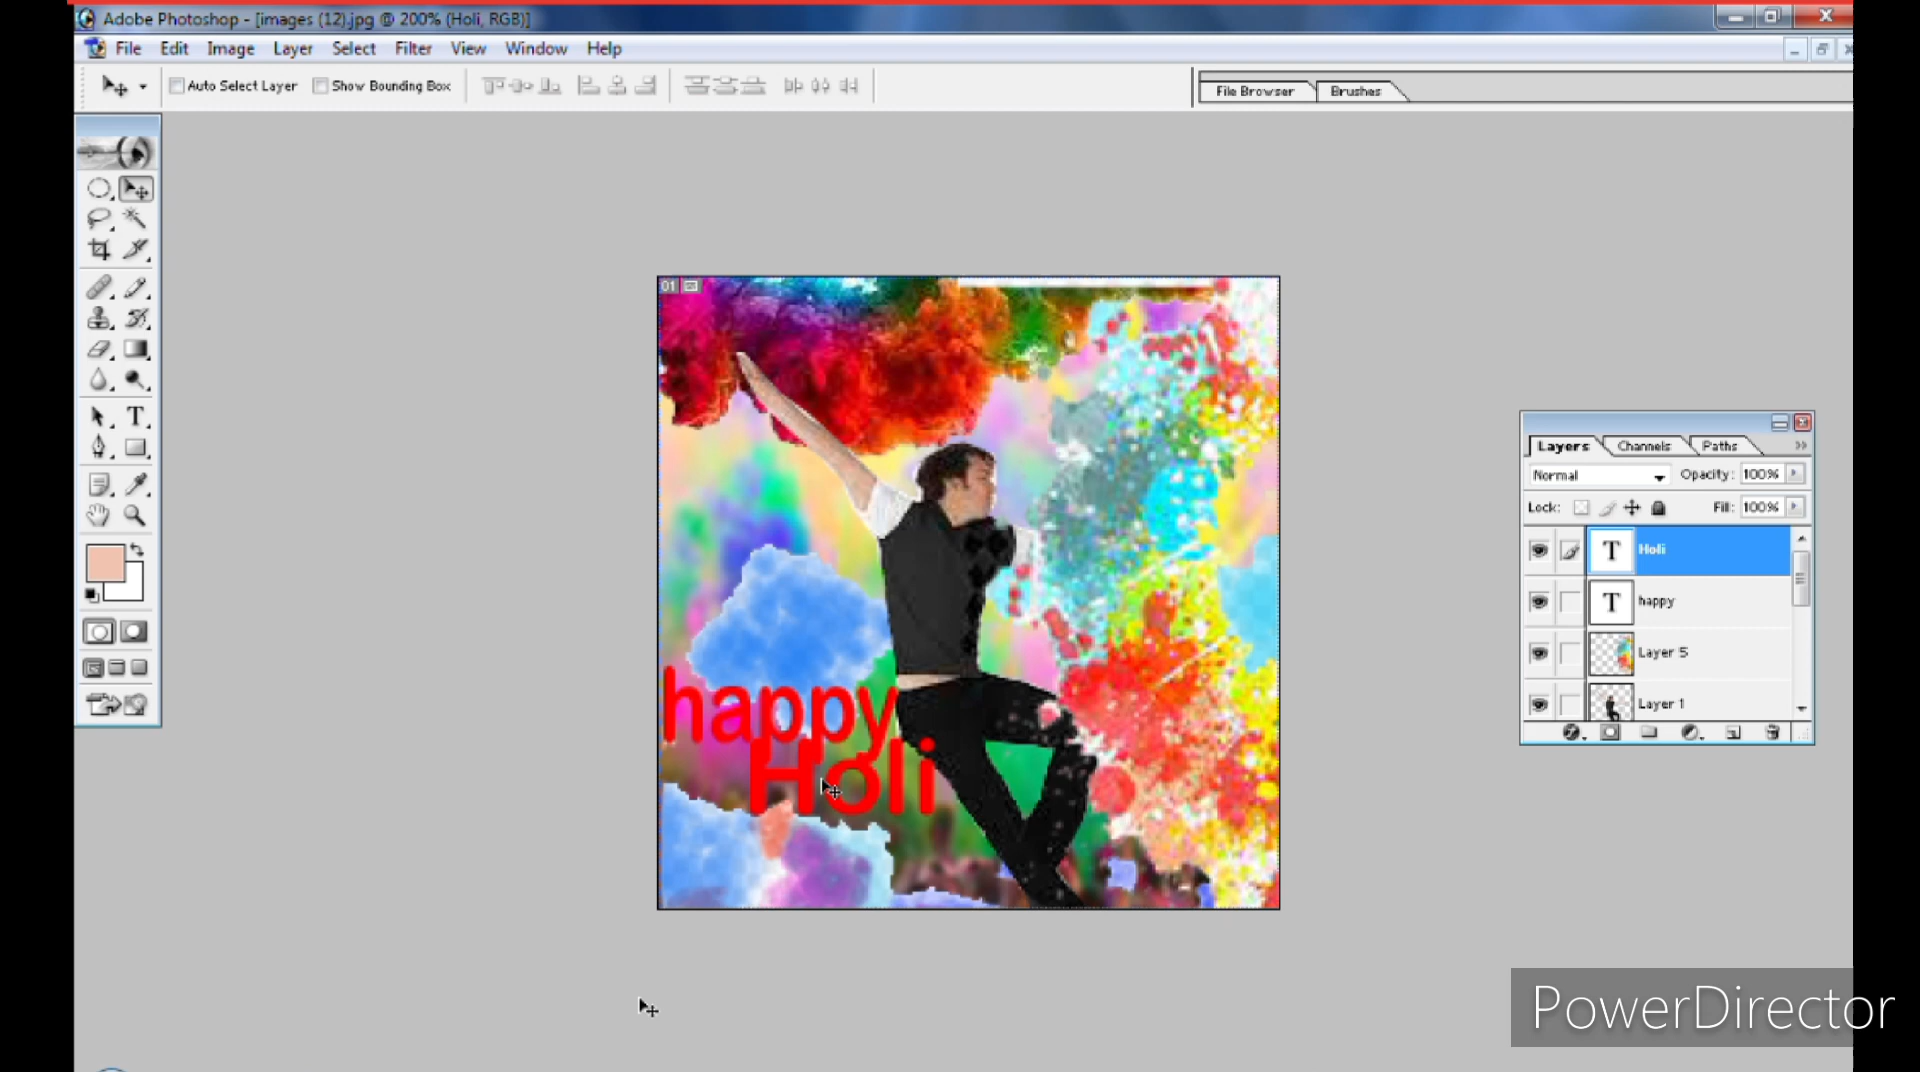 Adobe Photoshop - [images (12).jpg @ 200% (Holi, RGB)]
File Edit Image Layer Select Filter View Window Help
Auto Select Layer Show Bounding Box
File Browser Brushes
01
Layers Channels Paths
Normal Opacity: 100%
Lock: Fill: 100%
T Holi
T happy
Layer 5
Layer 1
happy
Holi
PowerDirector